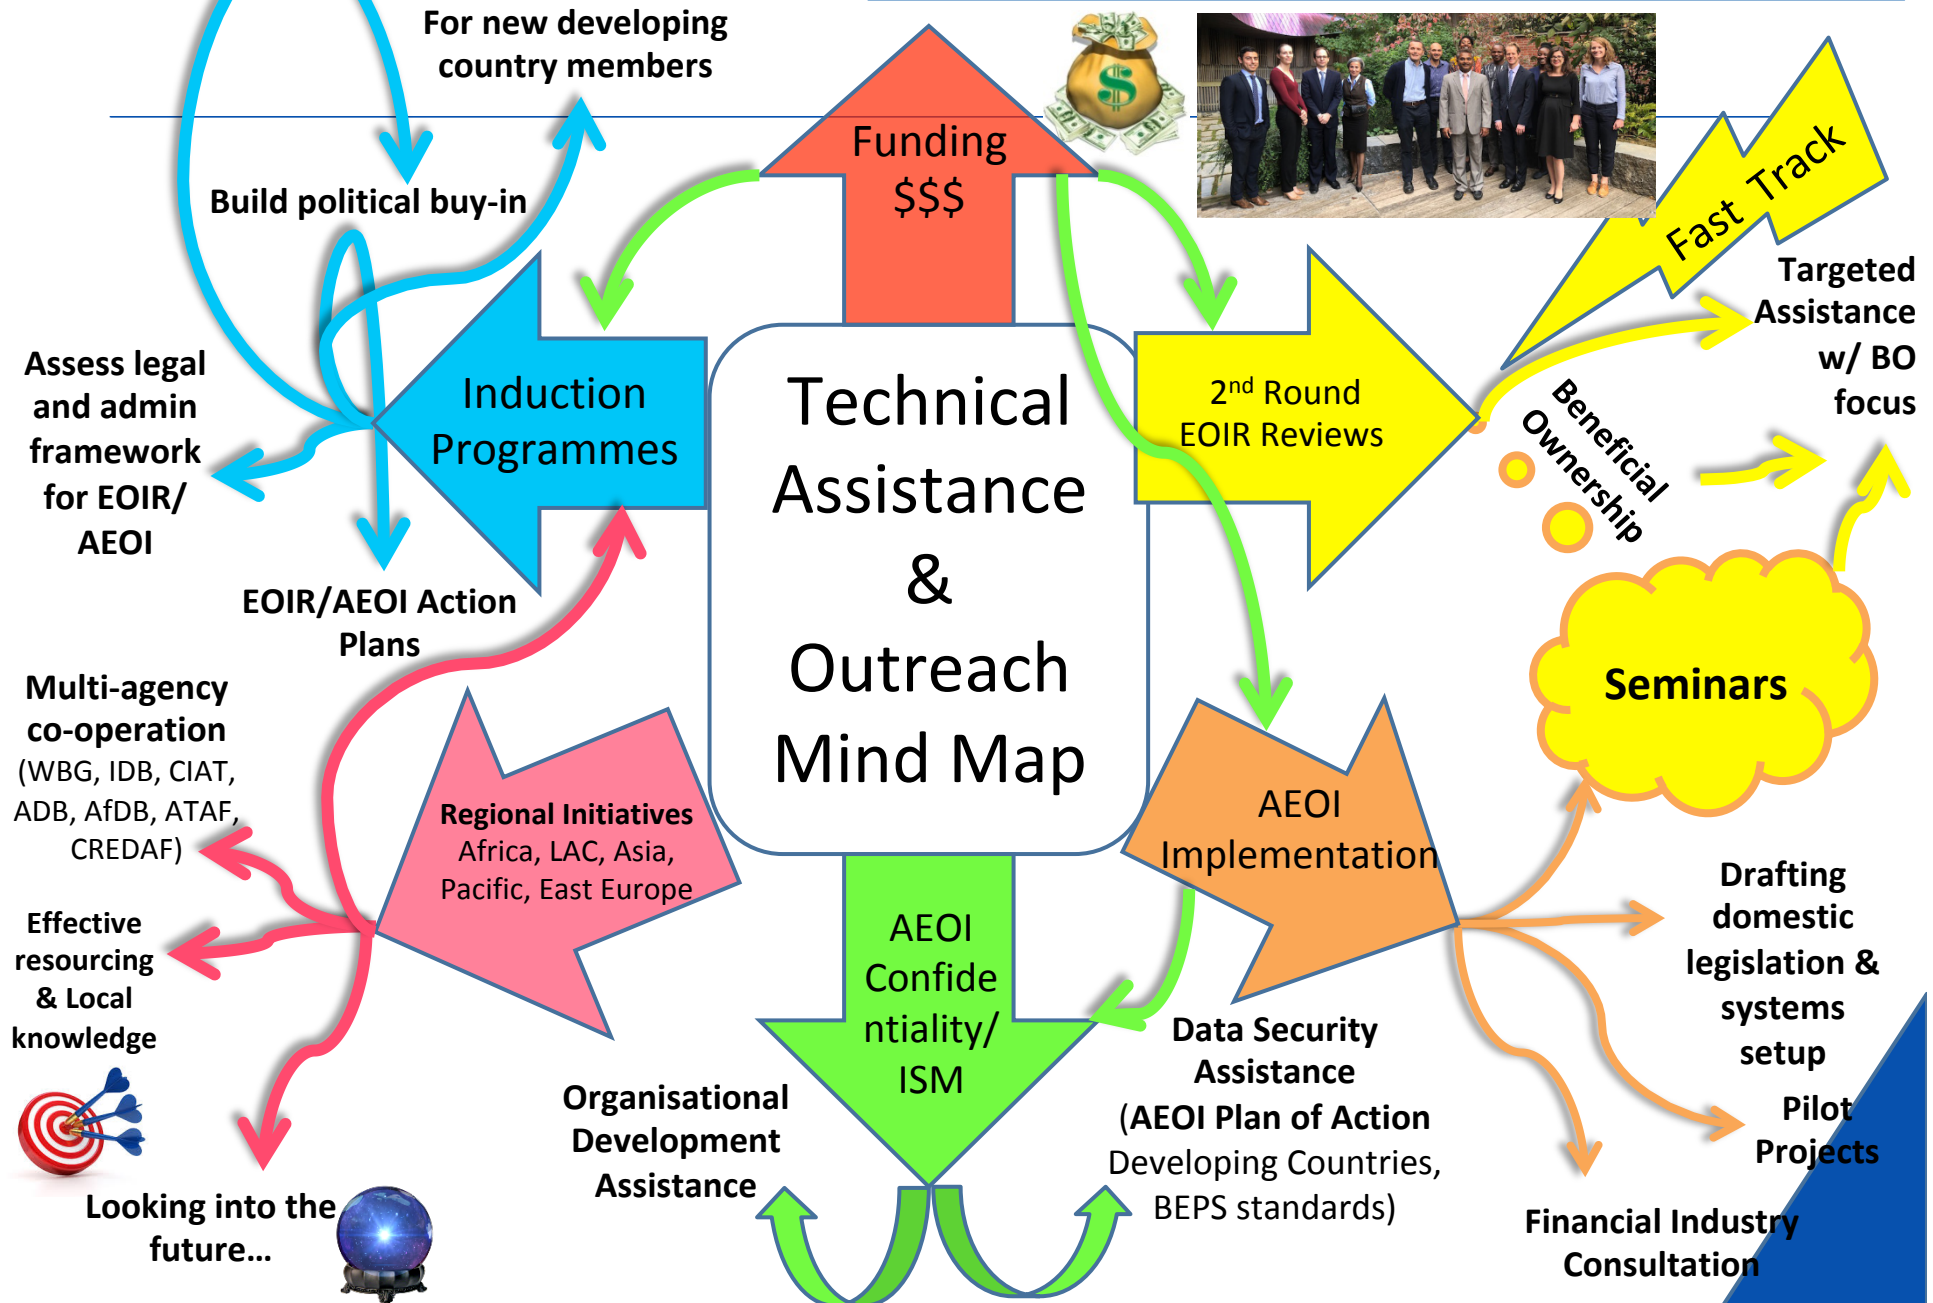 For new developing
country members
Build political buy-in
Funding
$$$
Fast Track
Targeted
Assistance
w/ BO
focus
Assess legal
and admin
framework
for EOIR/
AEOI
Induction
Programmes
Technical
Assistance
&
Outreach
Mind Map
2nd Round
EOIR Reviews
Beneficial
Ownership
EOIR/AEOI Action
Plans
Seminars
Multi-agency
co-operation
(WBG, IDB, CIAT,
ADB, AfDB, ATAF,
CREDAF)
Regional Initiatives
Africa, LAC, Asia,
Pacific, East Europe
AEOI
Implementation
Effective
resourcing
& Local
knowledge
AEOI
Confide
ntiality/
ISM
Drafting
domestic
legislation &
systems
setup
Organisational
Development
Assistance
Data Security
Assistance
(AEOI Plan of Action
Developing Countries,
BEPS standards)
Pilot
Projects
Looking into the
future…
Financial Industry
Consultation